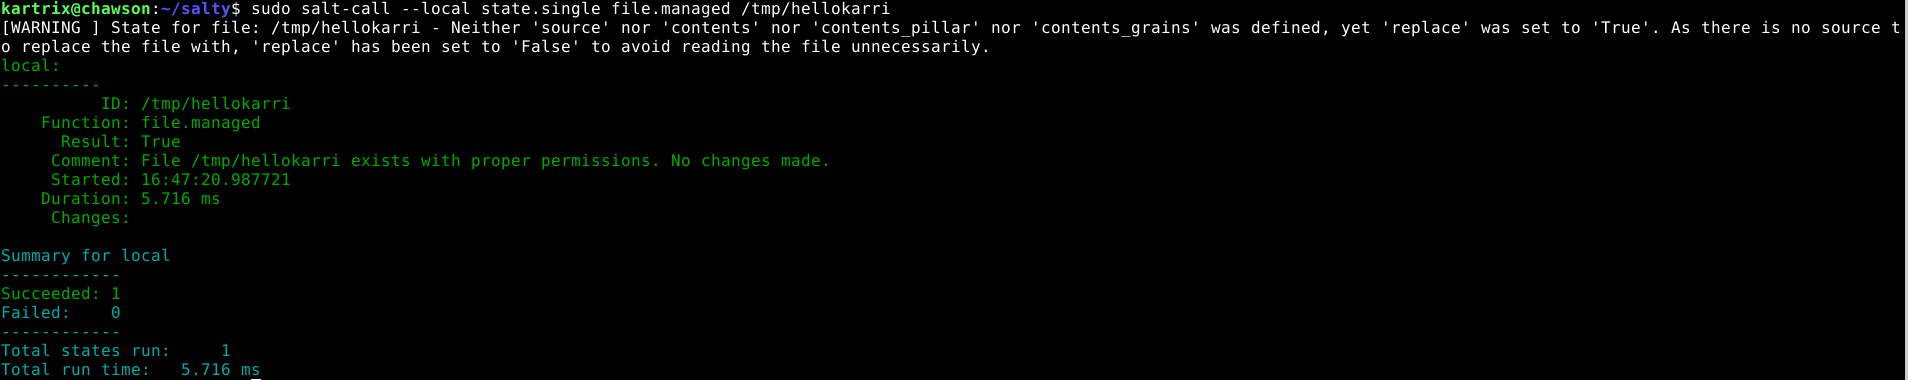 kartrix@chawson:~/salty$ sudo salt-call --local state.single file.managed /tmp/hellokarri
[WARNING ] State for file: /tmp/hellokarri - Neither 'source' nor 'contents' nor 'contents_pillar' nor 'contents_grains' was defined, yet 'replace' was set to 'True'. As there is no source t
o replace the file with, 'replace' has been set to 'False' to avoid reading the file unnecessarily.
local:
----------
          ID: /tmp/hellokarri
    Function: file.managed
      Result: True
     Comment: File /tmp/hellokarri exists with proper permissions. No changes made.
     Started: 16:47:20.987721
    Duration: 5.716 ms
     Changes:

Summary for local
------------
Succeeded: 1
Failed:    0
------------
Total states run:     1
Total run time:   5.716 ms